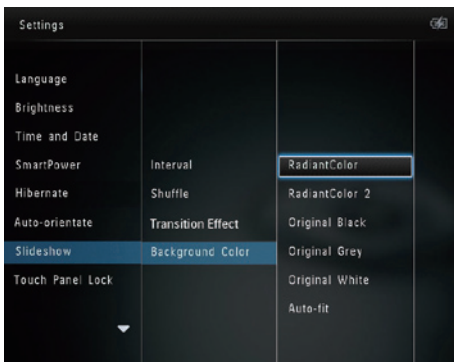 Settings
Language
Brightness
Time and Date
SmartPower
Hibernate
Auto-orientate
Slideshow
Touch Panel Lock
Interval
Shuffle
Transition Effect
Background Color
RadiantColor
RadiantColor 2
Original Black
Original Grey
Original White
Auto-fit